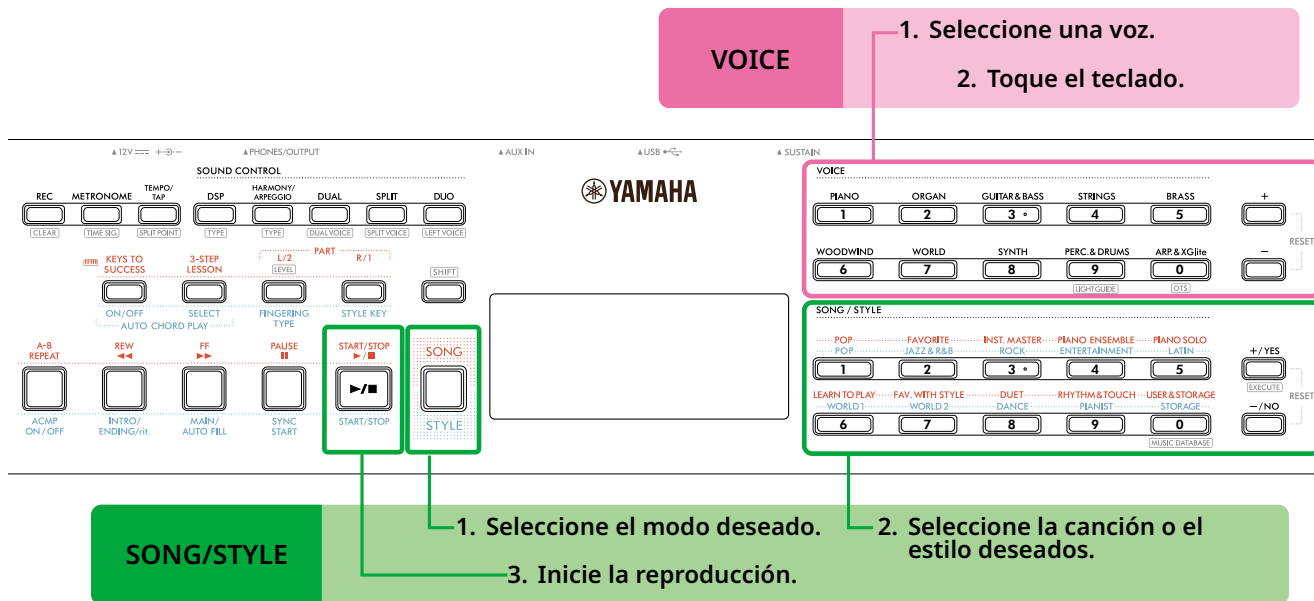 VOICE
1. Seleccione una voz.
2. Toque el teclado.
▲12V ▲PHONES/OUTPUT ▲AUX IN ▲USB ▲SUSTAIN
SOUND CONTROL
REC METRONOME TEMPO/TAP DSP HARMONY/ARPEGGIO DUAL SPLIT DUO
CLEAR TIME SIG. SPLIT POINT TYPE TYPE DUAL VOICE SPLIT VOICE LEFT VOICE
YAMAHA
KEYS TO SUCCESS 3-STEP LESSON PART L/2 R/1
LEVEL SHIFT
ON/OFF SELECT FINGERING TYPE STYLE KEY
AUTO CHORD PLAY
A-B REPEAT REW ◀◀ FF ▶▶ PAUSE ❚❚ START/STOP ▶/■ SONG
▶/■
ACMP ON/OFF INTRO/ENDING/rit. MAIN/AUTO FILL SYNC START START/STOP STYLE
VOICE
PIANO ORGAN GUITAR & BASS STRINGS BRASS +
1 2 3 4 5
RESET
WOODWIND WORLD SYNTH PERC. & DRUMS ARP. & XGlite −
6 7 8 9 0
LIGHTGUIDE OTS
SONG / STYLE
POP FAVORITE INST. MASTER PIANO ENSEMBLE PIANO SOLO
POP JAZZ & R&B ROCK ENTERTAINMENT LATIN +/YES
1 2 3 4 5
EXECUTE
RESET
LEARN TO PLAY FAV. WITH STYLE DUET RHYTHM & TOUCH USER & STORAGE
WORLD 1 WORLD 2 DANCE PIANIST STORAGE −/NO
6 7 8 9 0
MUSIC DATABASE
SONG/STYLE
1. Seleccione el modo deseado.
2. Seleccione la canción o el
estilo deseados.
3. Inicie la reproducción.